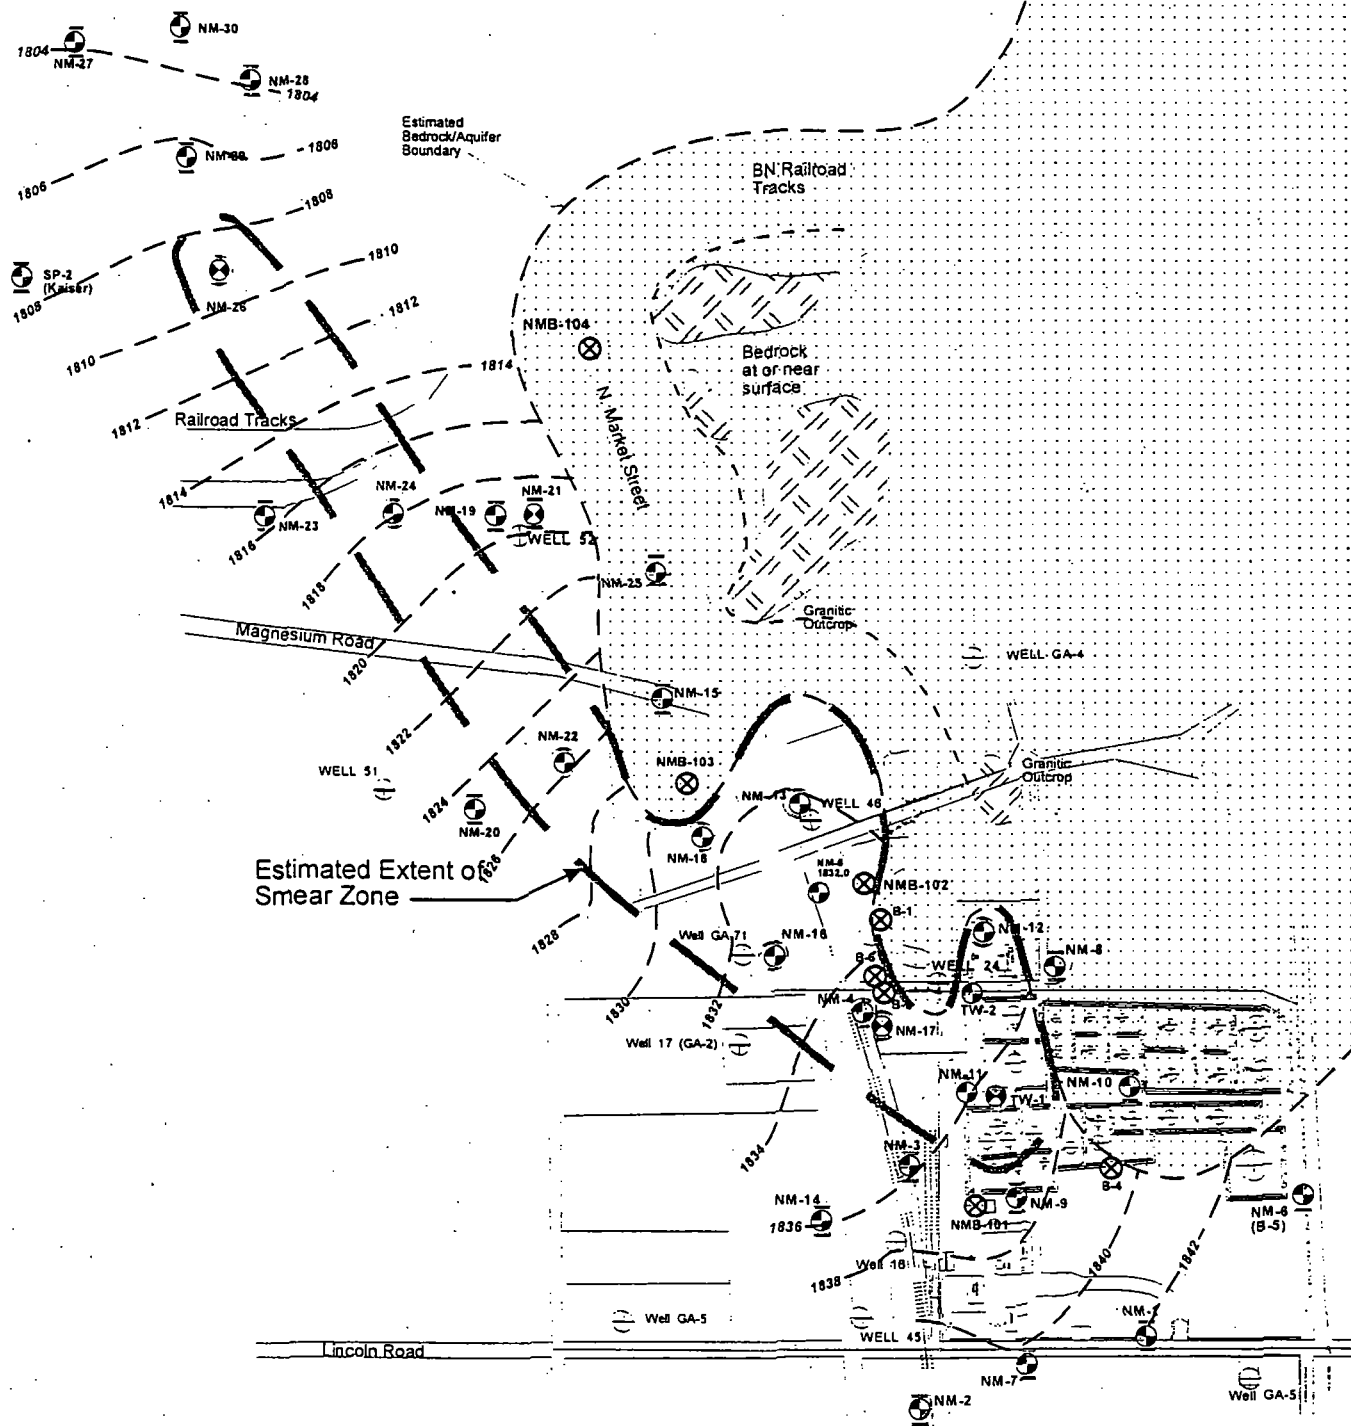 NM-30
1804
NM-27
NM-28
1804
Estimated
Bedrock/Aquifer
Boundary
1806
1806
BN Railroad
Tracks
1808
SP-2
(Kaiser)
1808
NM-26
1810
1812
NMB-104
1810
Bedrock
at or near
surface
1814
1812
Railroad Tracks
N. Market Street
1814
NM-24
NM-21
NM-19
NM-23
1816
WELL 52
1818
NM-25
Granitic
Outcrop
Magnesium Road
WELL GA-4
1820
NM-15
1822
NM-22
WELL 51
NMB-103
Granitic
Outcrop
1824
NM-20
NM-13
WELL 46
NM-18
1826
Estimated Extent of
Smear Zone
NM-5
1832.0
NMB-102
B-1
1828
Well GA-71
NM-16
NM-12
NM-8
B-6
WELL 24
1830
1832
NM-4
TW-2
NM-17
Well 17 (GA-2)
NM-11
TW-1
NM-10
1834
NM-3
B-4
NM-14
1836
NMB-101
NM-9
NM-6
(B-5)
1838
Well 16
1840
1842
Well GA-5
WELL 45
Lincoln Road
NM-7
Well GA-5
NM-2